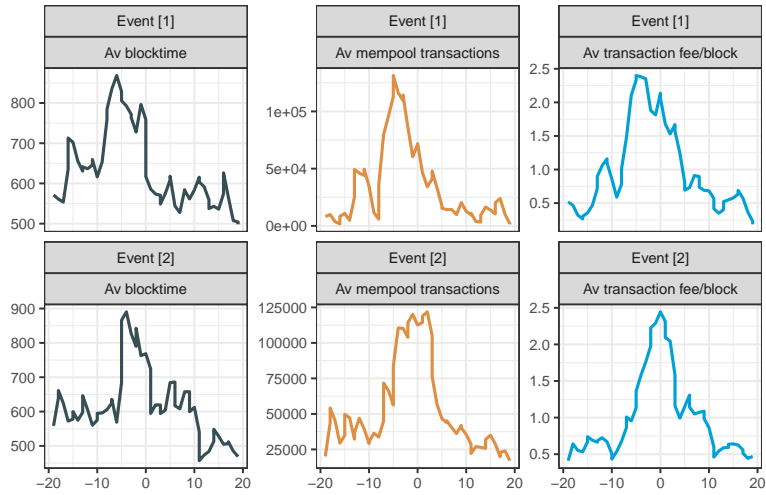 Event [1]
Av blocktime
800
700
600
500
Event [1]
Av mempool transactions
1e+05
5e+04
0e+00
Event [1]
Av transaction fee/block
2.5
2.0
1.5
1.0
0.5
Event [2]
Av blocktime
900
800
700
600
500
−20 −10 0 10 20
Event [2]
Av mempool transactions
125000
100000
75000
50000
25000
−20 −10 0 10 20
Event [2]
Av transaction fee/block
2.5
2.0
1.5
1.0
0.5
−20 −10 0 10 20